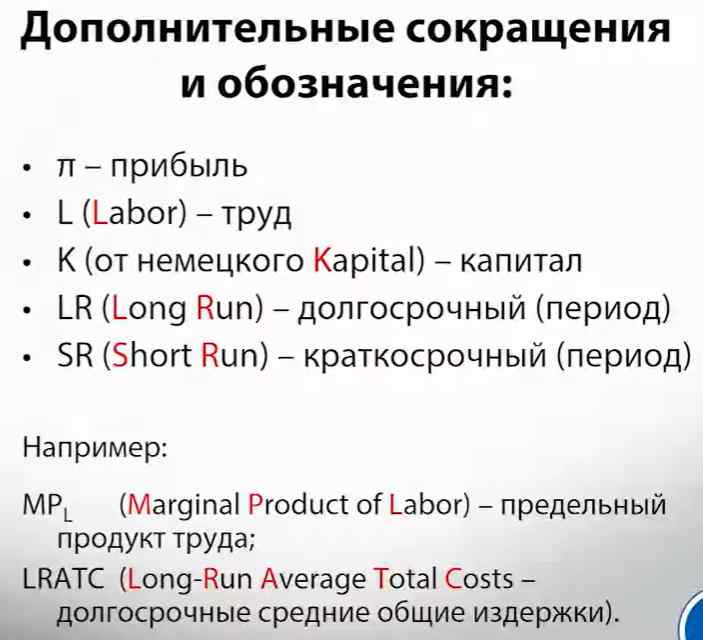 Дополнительные сокращения
и обозначения:
• π – прибыль
• L (Labor) – труд
• K (от немецкого Kapital) – капитал
• LR (Long Run) – долгосрочный (период)
• SR (Short Run) – краткосрочный (период)
Например:
MPL (Marginal Product of Labor) – предельный
продукт труда;
LRATC (Long-Run Average Total Costs –
долгосрочные средние общие издержки).